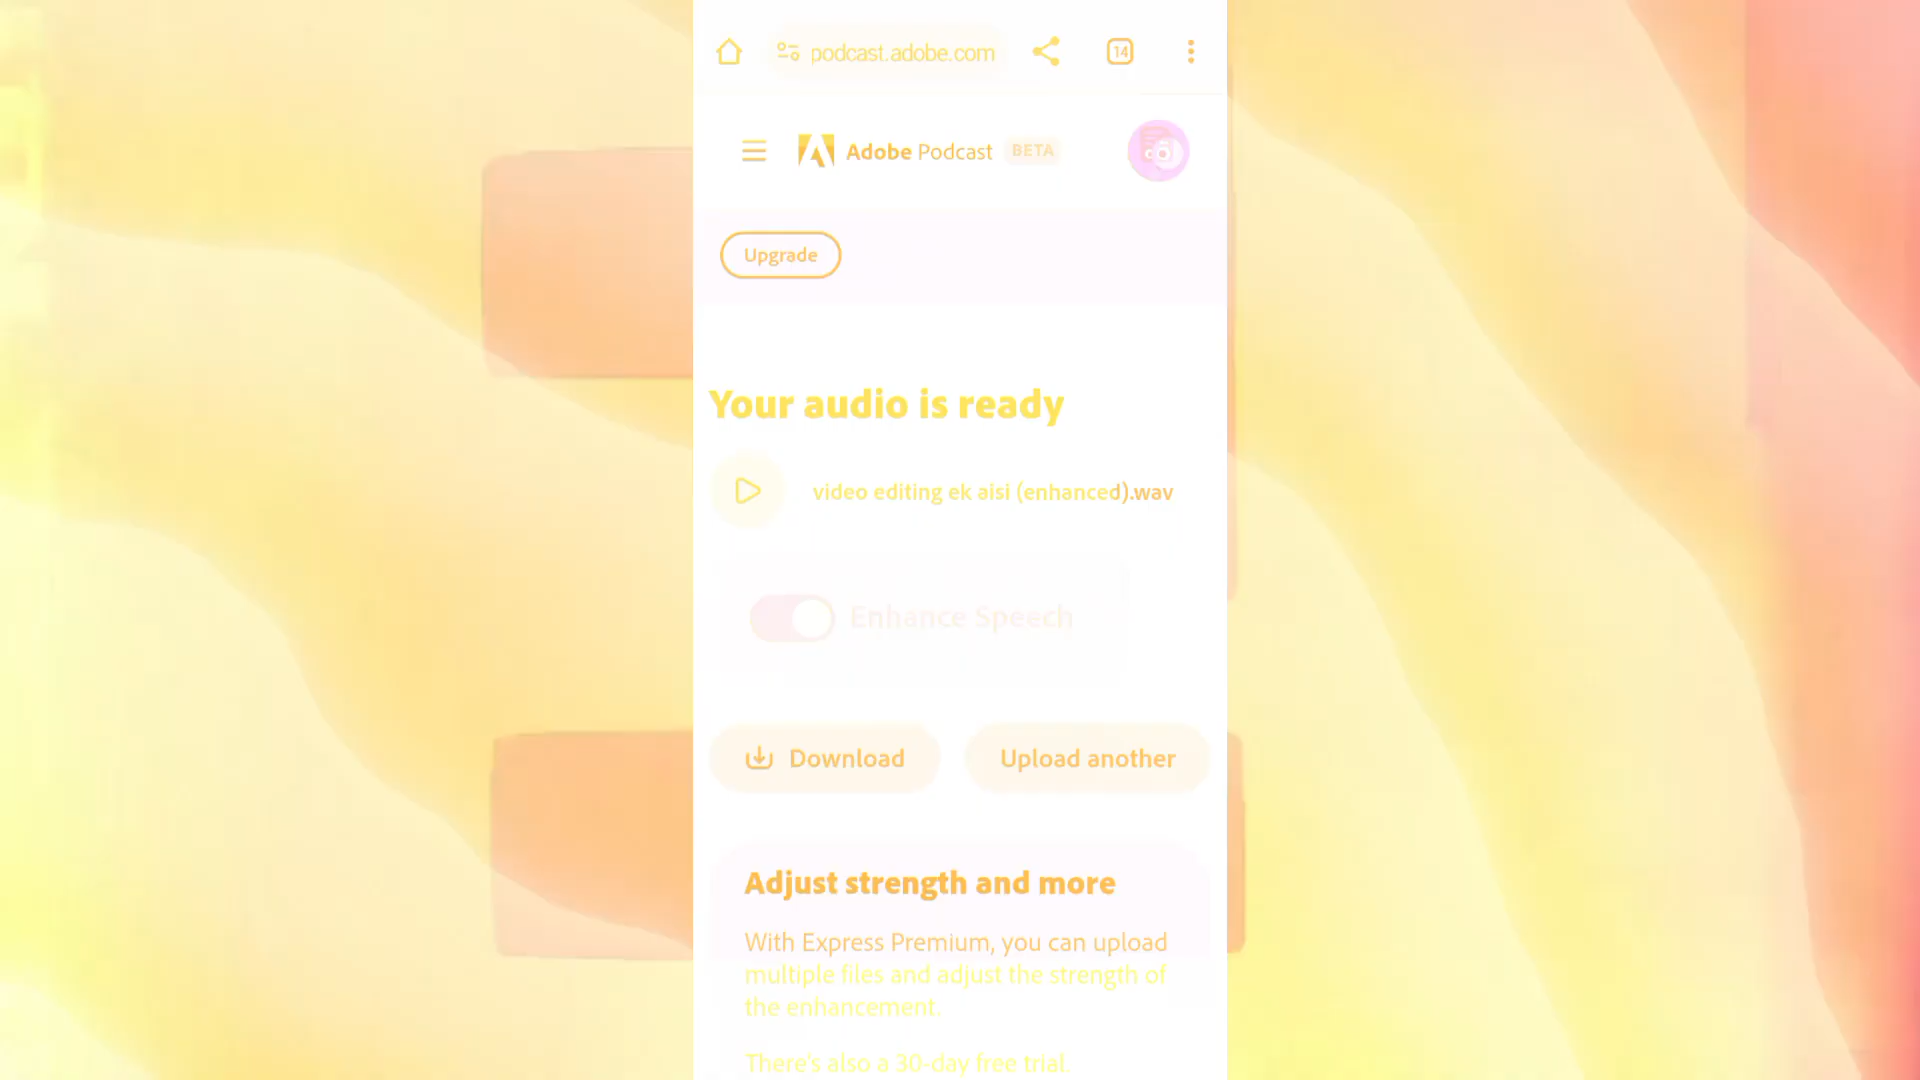 podcast.adobe.com
14
Adobe Podcast BETA
Upgrade
Your audio is ready
video editing ek aisi (enhanced).wav
Enhance Speech
Download
Upload another
Adjust strength and more
With Express Premium, you can upload
multiple files and adjust the strength of
the enhancement.
There's also a 30-day free trial.